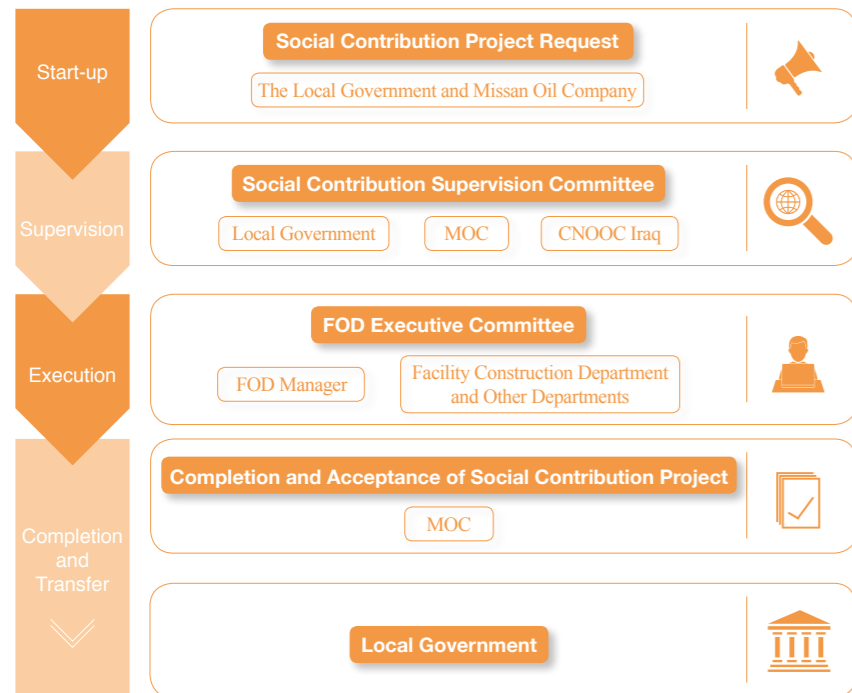 Start-up
Social Contribution Project Request
The Local Government and Missan Oil Company
Supervision
Social Contribution Supervision Committee
Local Government
MOC
CNOOC Iraq
Execution
FOD Executive Committee
FOD Manager
Facility Construction Department
and Other Departments
Completion
and
Transfer
Completion and Acceptance of Social Contribution Project
MOC
Local Government